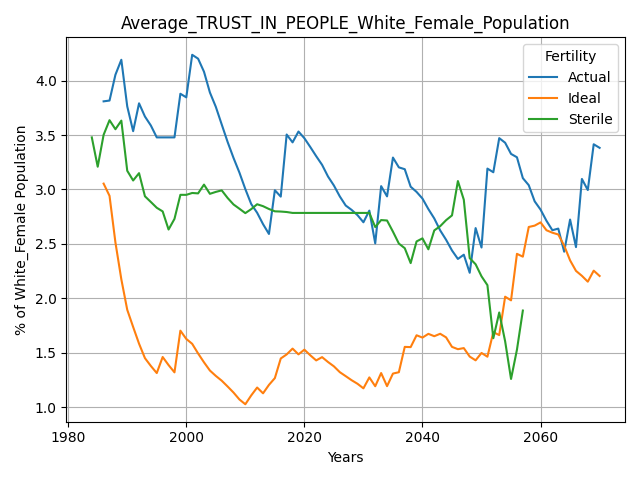 Average_TRUST_IN_PEOPLE_White_Female_Population
Fertility
Actual
Ideal
Sterile
% of White_Female Population
4.0
3.5
3.0
2.5
2.0
1.5
1.0
1980
2000
2020
2040
2060
Years